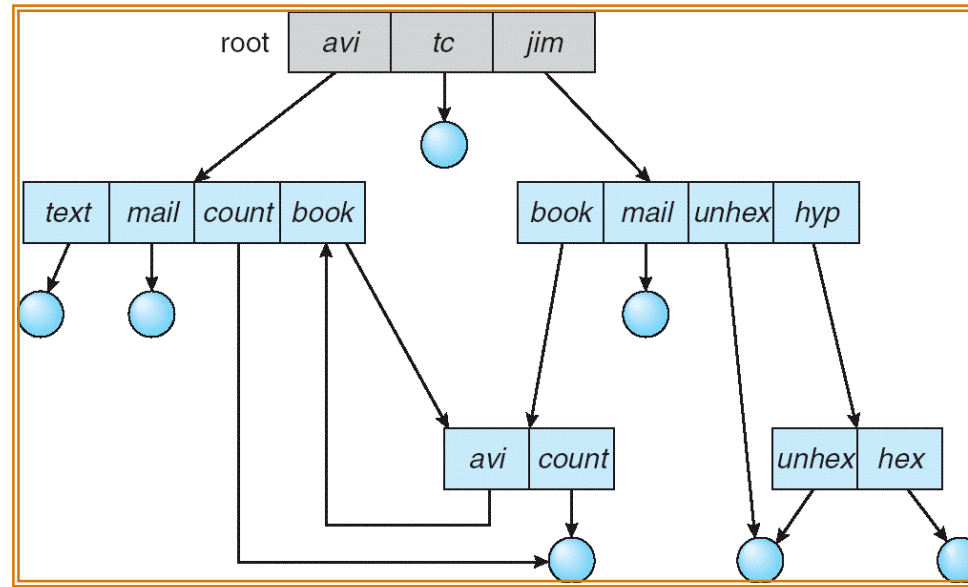 root avi tc jim
text mail count book book mail unhex hyp
avi count unhex hex